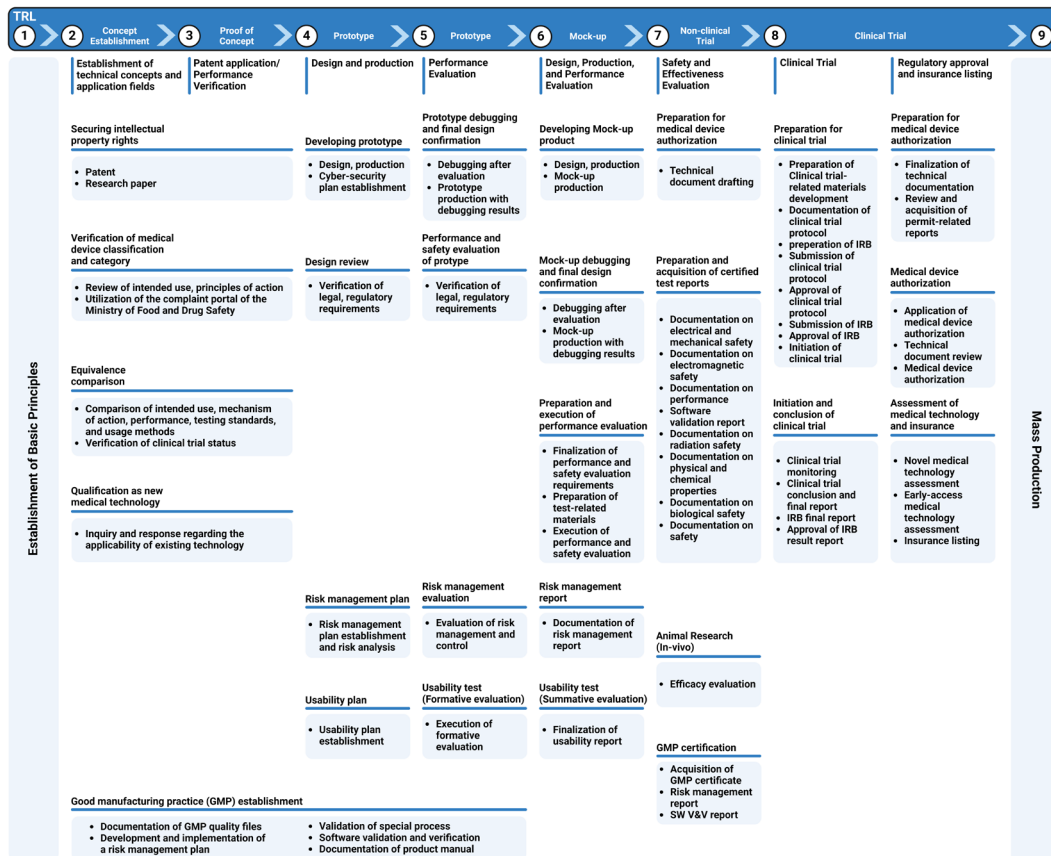 TRL
1
2
Concept
Establishment
3
Proof of
Concept
4
Prototype
5
Prototype
6
Mock-up
7
Non-clinical
Trial
8
Clinical Trial
9
Establishment of Basic Principles
Establishment of
technical concepts and
application fields
Patent application/
Performance
Verification
Design and production
Performance
Evaluation
Design, Production,
and Performance
Evaluation
Safety and
Effectiveness
Evaluation
Clinical Trial
Regulatory approval
and insurance listing
Securing intellectual
property rights
• Patent
• Research paper
Verification of medical
device classification
and category
• Review of intended use, principles of action
• Utilization of the complaint portal of the
Ministry of Food and Drug Safety
Equivalence
comparison
• Comparison of intended use, mechanism
of action, performance, testing standards,
and usage methods
• Verification of clinical trial status
Qualification as new
medical technology
• Inquiry and response regarding the
applicability of existing technology
Developing prototype
• Design, production
• Cyber-security
plan establishment
Design review
• Verification of
legal, regulatory
requirements
Risk management plan
• Risk management
plan establishment
and risk analysis
Usability plan
• Usability plan
establishment
Prototype debugging
and final design
confirmation
• Debugging after
evaluation
• Prototype
production with
debugging results
Performance and
safety evaluation
of protype
• Verification of
legal, regulatory
requirements
Risk management
evaluation
• Evaluation of risk
management and
control
Usability test
(Formative evaluation)
• Execution of
formative
evaluation
Good manufacturing practice (GMP) establishment
• Documentation of GMP quality files
• Development and implementation of
a risk management plan
• Validation of special process
• Software validation and verification
• Documentation of product manual
Developing Mock-up
product
• Design, production
• Mock-up
production
Mock-up debugging
and final design
confirmation
• Debugging after
evaluation
• Mock-up
production with
debugging results
Preparation and
execution of
performance evaluation
• Finalization of
performance and
safety evaluation
requirements
• Preparation of
test-related
materials
• Execution of
performance and
safety evaluation
Risk management
report
• Documentation of
risk management
report
Usability test
(Summative evaluation)
• Finalization of
usability report
Preparation for
medical device
authorization
• Technical
document drafting
Preparation and
acquisition of certified
test reports
• Documentation on
electrical and
mechanical safety
• Documentation on
electromagnetic
safety
• Documentation on
performance
• Software
validation report
• Documentation on
radiation safety
• Documentation on
physical and
chemical
properties
• Documentation on
biological safety
• Documentation on
safety
Animal Research
(In-vivo)
• Efficacy evaluation
GMP certification
• Acquisition of
GMP certificate
• Risk management
report
• SW V&V report
Preparation for
clinical trial
• Preparation of
Clinical trial-
related materials
development
• Documentation of
clinical trial
protocol
• preperation of IRB
• Submission of
clinical trial
protocol
• Approval of
clinical trial
protocol
• Submission of IRB
• Approval of IRB
• Initiation of
clinical trial
Initiation and
conclusion of
clinical trial
• Clinical trial
monitoring
• Clinical trial
conclusion and
final report
• IRB final report
• Approval of IRB
result report
Preparation for
medical device
authorization
• Finalization of
technical
documentation
• Review and
acquisition of
permit-related
reports
Medical device
authorization
• Application of
medical device
authorization
• Technical
document review
• Medical device
authorization
Assessment of
medical technology
and insurance
• Novel medical
technology
assessment
• Early-access
medical
technology
assessment
• Insurance listing
Mass Production